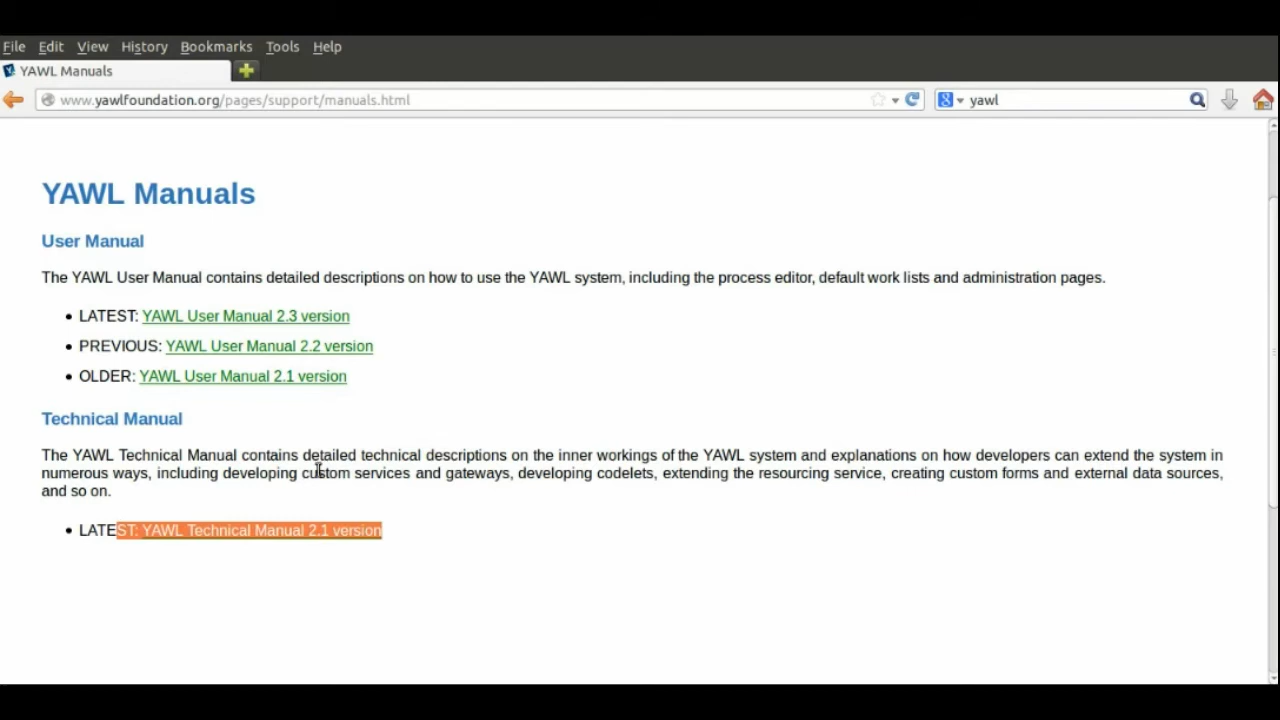 File Edit View History Bookmarks Tools Help
YAWL Manuals
www.yawlfoundation.org/pages/support/manuals.html
yawl
YAWL Manuals
User Manual
The YAWL User Manual contains detailed descriptions on how to use the YAWL system, including the process editor, default work lists and administration pages.
• LATEST: YAWL User Manual 2.3 version
• PREVIOUS: YAWL User Manual 2.2 version
• OLDER: YAWL User Manual 2.1 version
Technical Manual
The YAWL Technical Manual contains detailed technical descriptions on the inner workings of the YAWL system and explanations on how developers can extend the system in
numerous ways, including developing custom services and gateways, developing codelets, extending the resourcing service, creating custom forms and external data sources,
and so on.
• LATEST: YAWL Technical Manual 2.1 version